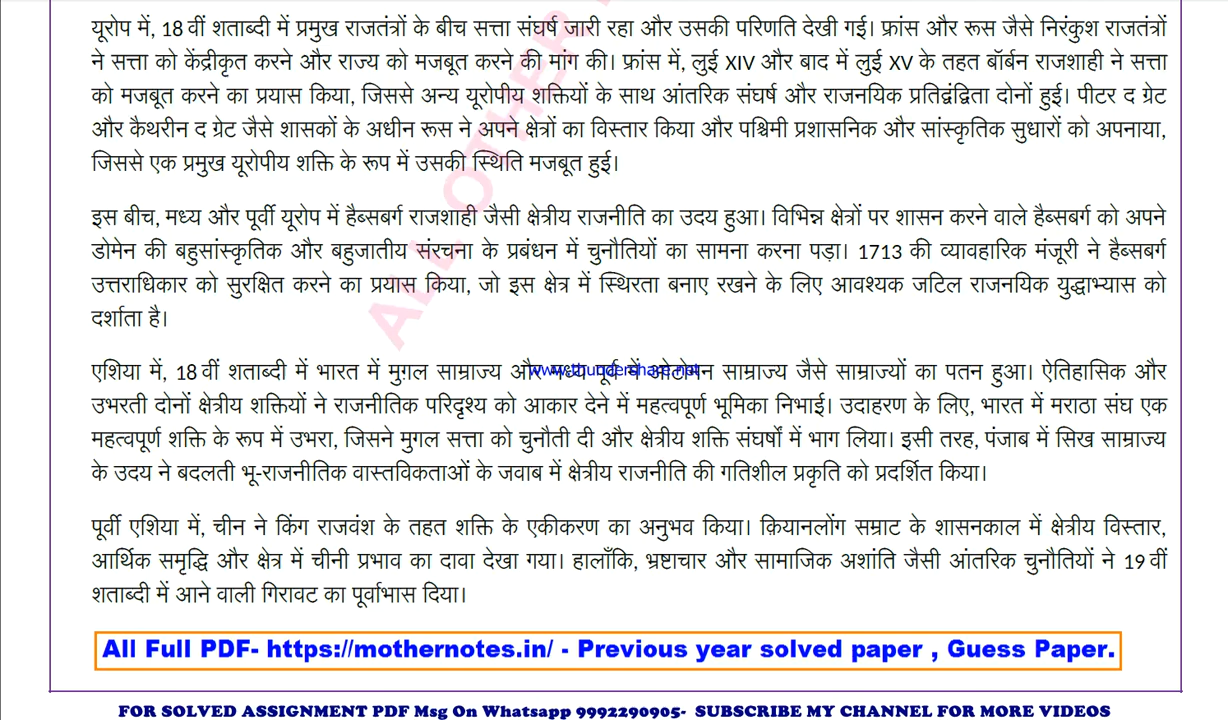 यूरोप में, 18 वीं शताब्दी में प्रमुख राजतंत्रों के बीच सत्ता संघर्ष जारी रहा और उसकी परिणति देखी गई। फ्रांस और रूस जैसे निरंकुश राजतंत्रों
ने सत्ता को केंद्रीकृत करने और राज्य को मजबूत करने की मांग की। फ्रांस में, लुई XIV और बाद में लुई XV के तहत बॉर्बन राजशाही ने सत्ता
को मजबूत करने का प्रयास किया, जिससे अन्य यूरोपीय शक्तियों के साथ आंतरिक संघर्ष और राजनयिक प्रतिद्वंद्विता दोनों हुई। पीटर द ग्रेट
और कैथरीन द ग्रेट जैसे शासकों के अधीन रूस ने अपने क्षेत्रों का विस्तार किया और पश्चिमी प्रशासनिक और सांस्कृतिक सुधारों को अपनाया,
जिससे एक प्रमुख यूरोपीय शक्ति के रूप में उसकी स्थिति मजबूत हुई।
इस बीच, मध्य और पूर्वी यूरोप में हैब्सबर्ग राजशाही जैसी क्षेत्रीय राजनीति का उदय हुआ। विभिन्न क्षेत्रों पर शासन करने वाले हैब्सबर्ग को अपने
डोमेन की बहुसांस्कृतिक और बहुजातीय संरचना के प्रबंधन में चुनौतियों का सामना करना पड़ा। 1713 की व्यावहारिक मंजूरी ने हैब्सबर्ग
उत्तराधिकार को सुरक्षित करने का प्रयास किया, जो इस क्षेत्र में स्थिरता बनाए रखने के लिए आवश्यक जटिल राजनयिक युद्धाभ्यास को
दर्शाता है।
एशिया में, 18 वीं शताब्दी में भारत में मुग़ल साम्राज्य और मध्य पूर्व में ओटोमन साम्राज्य जैसे साम्राज्यों का पतन हुआ। ऐतिहासिक और
www.thundershare.net
उभरती दोनों क्षेत्रीय शक्तियों ने राजनीतिक परिदृश्य को आकार देने में महत्वपूर्ण भूमिका निभाई। उदाहरण के लिए, भारत में मराठा संघ एक
महत्वपूर्ण शक्ति के रूप में उभरा, जिसने मुगल सत्ता को चुनौती दी और क्षेत्रीय शक्ति संघर्षों में भाग लिया। इसी तरह, पंजाब में सिख साम्राज्य
के उदय ने बदलती भू-राजनीतिक वास्तविकताओं के जवाब में क्षेत्रीय राजनीति की गतिशील प्रकृति को प्रदर्शित किया।
पूर्वी एशिया में, चीन ने किंग राजवंश के तहत शक्ति के एकीकरण का अनुभव किया। क़ियानलोंग सम्राट के शासनकाल में क्षेत्रीय विस्तार,
आर्थिक समृद्धि और क्षेत्र में चीनी प्रभाव का दावा देखा गया। हालाँकि, भ्रष्टाचार और सामाजिक अशांति जैसी आंतरिक चुनौतियों ने 19 वीं
शताब्दी में आने वाली गिरावट का पूर्वाभास दिया।
ALL OTHER
All Full PDF- https://mothernotes.in/ - Previous year solved paper , Guess Paper.
FOR SOLVED ASSIGNMENT PDF Msg On Whatsapp 9992290905- SUBSCRIBE MY CHANNEL FOR MORE VIDEOS